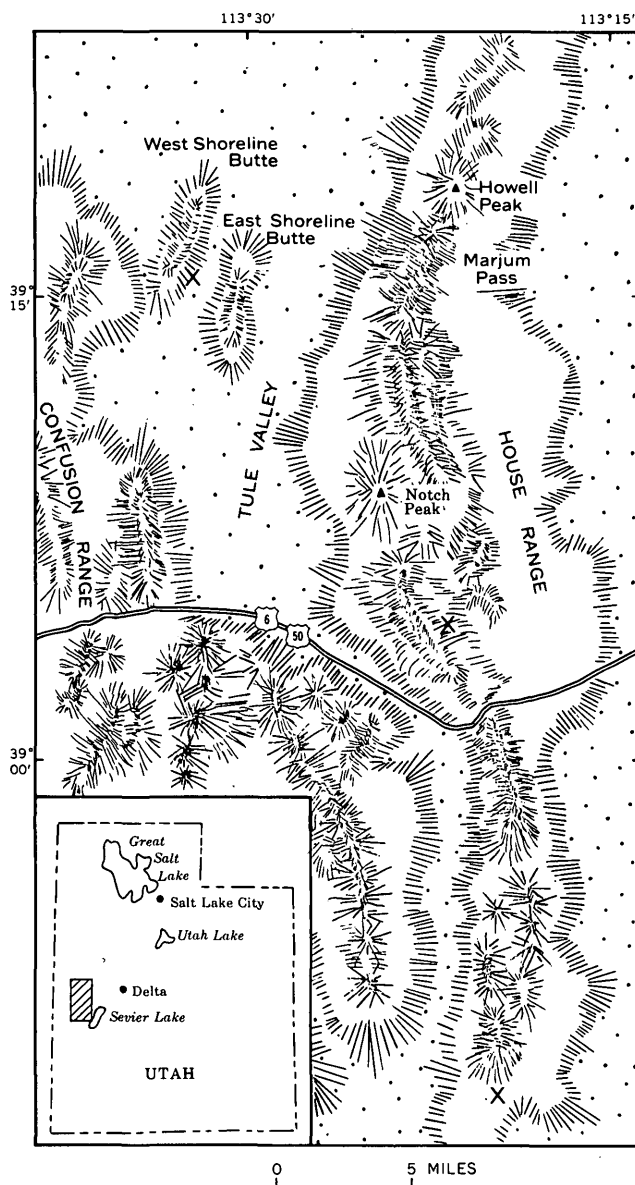 113°30'
113°15'
West Shoreline
Butte
East Shoreline
Butte
Howell
Peak
Marjum
Pass
39°
15'
CONFUSION
RANGE
TULE VALLEY
HOUSE
RANGE
Notch
Peak
6
50
39°
00'
Great
Salt
Lake
Salt Lake City
Utah Lake
Delta
Sevier Lake
UTAH
0 5 MILES